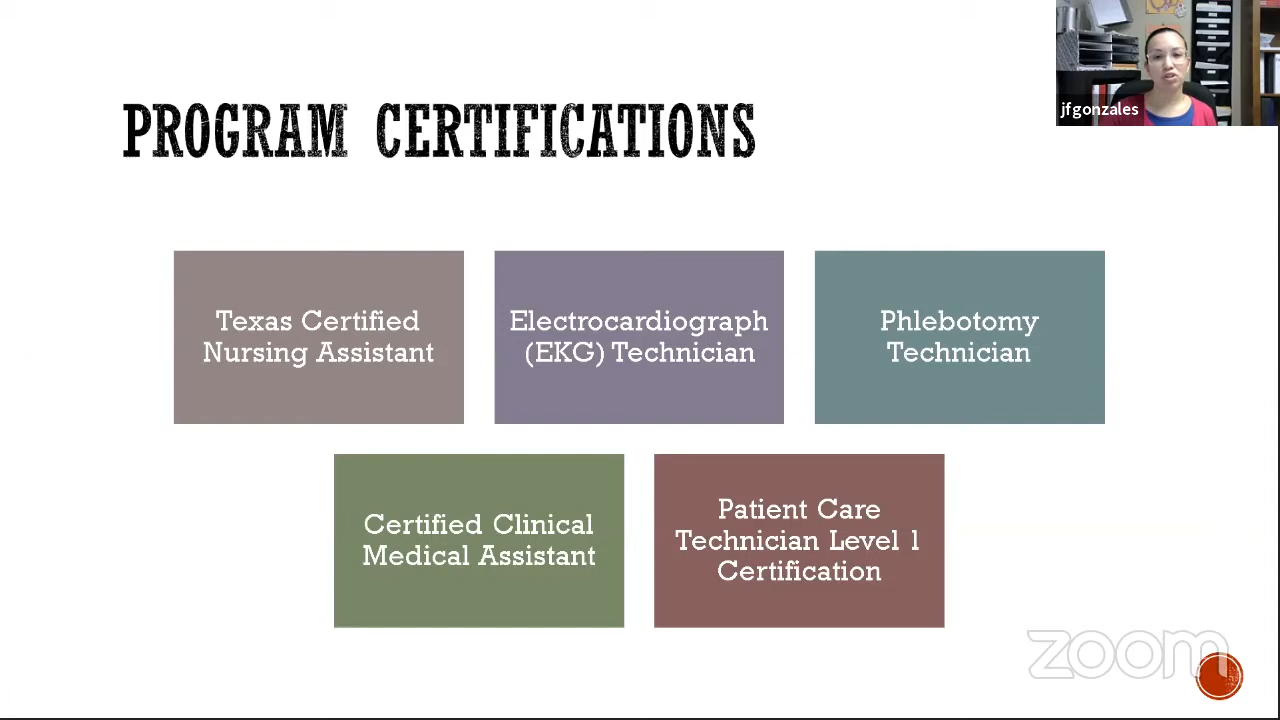 PROGRAM CERTIFICATIONS
jfgonzales
Texas Certified
Nursing Assistant
Electrocardiograph
(EKG) Technician
Phlebotomy
Technician
Certified Clinical
Medical Assistant
Patient Care
Technician Level 1
Certification
zoom